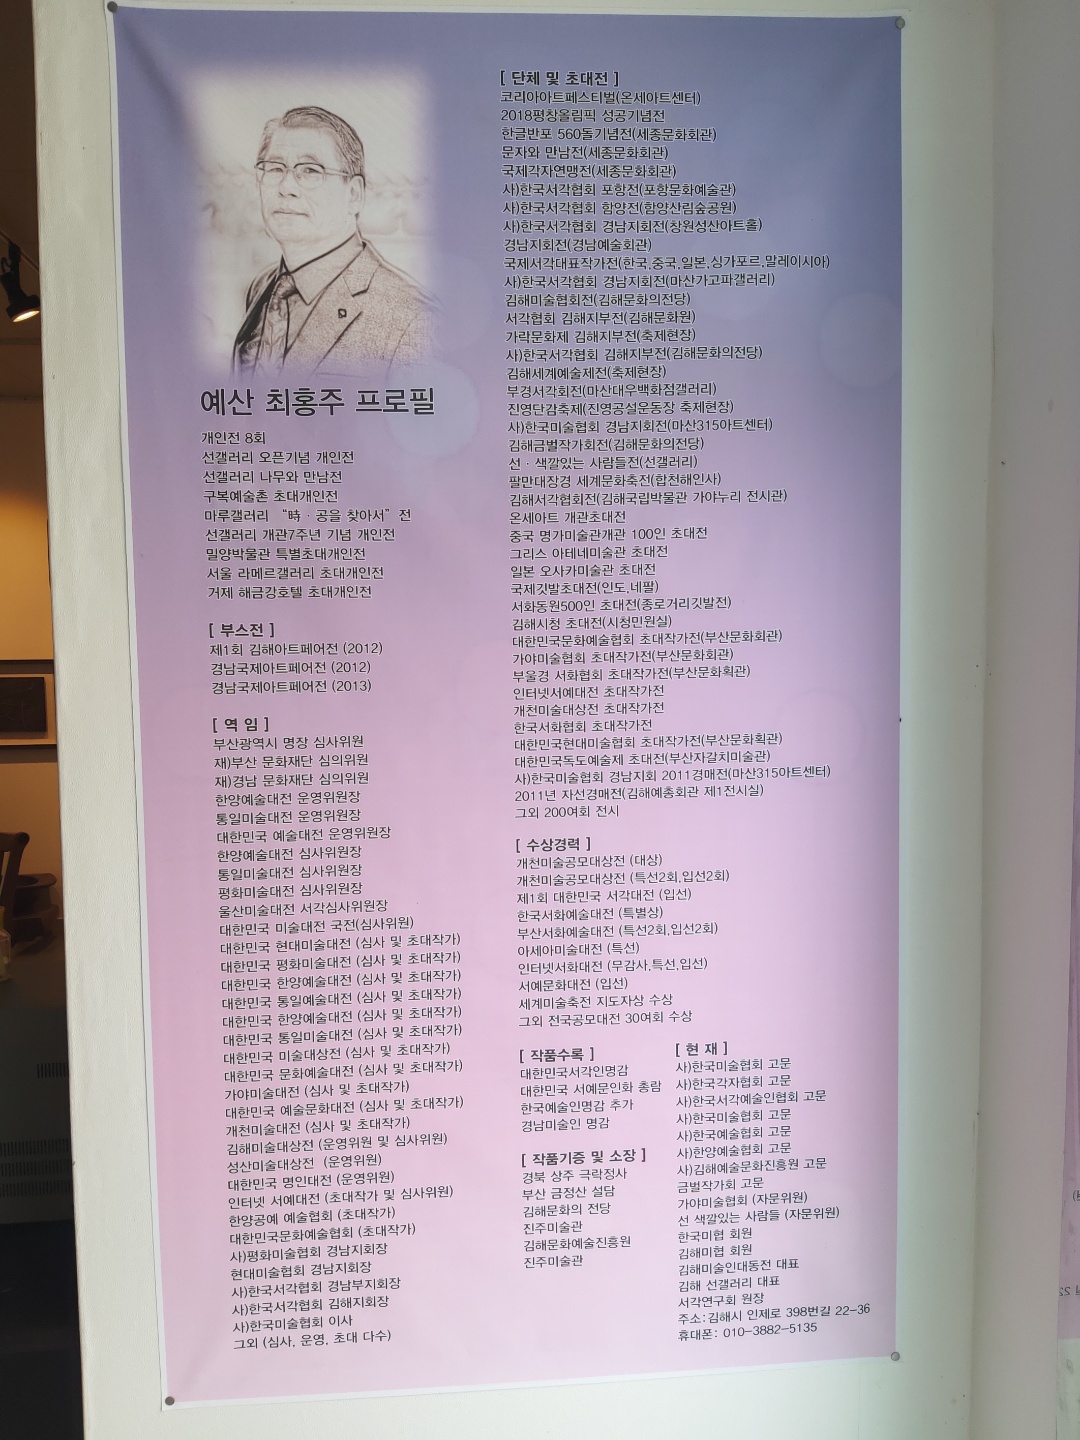 예산 최홍주 프로필
개인전 8회
선갤러리 오픈기념 개인전
선갤러리 나무와 만남전
구복예술촌 초대개인전
마루갤러리 “時 · 공을 찾아서” 전
선갤러리 개관7주년 기념 개인전
밀양박물관 특별초대개인전
서울 라메르갤러리 초대개인전
거제 해금강호텔 초대개인전
[ 부스전 ]
제1회 김해아트페어전 (2012)
경남국제아트페어전 (2012)
경남국제아트페어전 (2013)
[ 역 임 ]
부산광역시 명장 심사위원
재)부산 문화재단 심의위원
재)경남 문화재단 심의위원
한양예술대전 운영위원장
통일미술대전 운영위원장
대한민국 예술대전 운영위원장
한양예술대전 심사위원장
통일미술대전 심사위원장
평화미술대전 심사위원장
울산미술대전 서각심사위원장
대한민국 미술대전 국전(심사위원)
대한민국 현대미술대전 (심사 및 초대작가)
대한민국 평화미술대전 (심사 및 초대작가)
대한민국 한양예술대전 (심사 및 초대작가)
대한민국 통일예술대전 (심사 및 초대작가)
대한민국 한양예술대전 (심사 및 초대작가)
대한민국 통일미술대전 (심사 및 초대작가)
대한민국 미술대상전 (심사 및 초대작가)
대한민국 문화예술대전 (심사 및 초대작가)
가야미술대전 (심사 및 초대작가)
대한민국 예술문화대전 (심사 및 초대작가)
개천미술대전 (심사 및 초대작가)
김해미술대상전 (운영위원 및 심사위원)
성산미술대상전 (운영위원)
대한민국 명인대전 (운영위원)
인터넷 서예대전 (초대작가 및 심사위원)
한양공예 예술협회 (초대작가)
대한민국문화예술협회 (초대작가)
사)평화미술협회 경남지회장
현대미술협회 경남지회장
사)한국서각협회 경남부지회장
사)한국서각협회 김해지회장
사)한국미술협회 이사
그외 (심사, 운영, 초대 다수)
[ 단체 및 초대전 ]
코리아아트페스티벌(온세아트센터)
2018평창올림픽 성공기념전
한글반포 560돌기념전(세종문화회관)
문자와 만남전(세종문화회관)
국제각자연맹전(세종문화회관)
사)한국서각협회 포항전(포항문화예술관)
사)한국서각협회 함양전(함양산림숲공원)
사)한국서각협회 경남지회전(창원성산아트홀)
경남지회전(경남예술회관)
국제서각대표작가전(한국,중국,일본,싱가포르,말레이시아)
사)한국서각협회 경남지회전(마산가고파갤러리)
김해미술협회전(김해문화의전당)
서각협회 김해지부전(김해문화원)
가락문화제 김해지부전(축제현장)
사)한국서각협회 김해지부전(김해문화의전당)
김해세계예술제전(축제현장)
부경서각회전(마산대우백화점갤러리)
진영단감축제(진영공설운동장 축제현장)
사)한국미술협회 경남지회전(마산315아트센터)
김해금벌작가회전(김해문화의전당)
선 · 색깔있는 사람들전(선갤러리)
팔만대장경 세계문화축전(합천해인사)
김해서각협회전(김해국립박물관 가야누리 전시관)
온세아트 개관초대전
중국 명가미술관개관 100인 초대전
그리스 아테네미술관 초대전
일본 오사카미술관 초대전
국제깃발초대전(인도,네팔)
서화동원500인 초대전(종로거리깃발전)
김해시청 초대전(시청민원실)
대한민국문화예술협회 초대작가전(부산문화회관)
가야미술협회 초대작가전(부산문화회관)
부울경 서화협회 초대작가전(부산문화획관)
인터넷서예대전 초대작가전
개천미술대상전 초대작가전
한국서화협회 초대작가전
대한민국현대미술협회 초대작가전(부산문화획관)
대한민국독도예술제 초대전(부산자갈치미술관)
사)한국미술협회 경남지회 2011경매전(마산315아트센터)
2011년 자선경매전(김해예총회관 제1전시실)
그외 200여회 전시
[ 수상경력 ]
개천미술공모대상전 (대상)
개천미술공모대상전 (특선2회,입선2회)
제1회 대한민국 서각대전 (입선)
한국서화예술대전 (특별상)
부산서화예술대전 (특선2회,입선2회)
아세아미술대전 (특선)
인터넷서화대전 (무감사,특선,입선)
서예문화대전 (입선)
세계미술축전 지도자상 수상
그외 전국공모대전 30여회 수상
[ 작품수록 ]
대한민국서각인명감
대한민국 서예문인화 총람
한국예술인명감 추가
경남미술인 명감
[ 작품기증 및 소장 ]
경북 상주 극락정사
부산 금정산 설담
김해문화의 전당
진주미술관
김해문화예술진흥원
진주미술관
[ 현 재 ]
사)한국미술협회 고문
사)한국각자협회 고문
사)한국서각예술인협회 고문
사)한국미술협회 고문
사)한국예술협회 고문
사)한양예술협회 고문
사)김해예술문화진흥원 고문
금벌작가회 고문
가야미술협회 (자문위원)
선 색깔있는 사람들 (자문위원)
한국미협 회원
김해미협 회원
김해미술인대동전 대표
김해 선갤러리 대표
서각연구회 원장
주소:김해시 인제로 398번길 22-36
휴대폰: 010-3882-5135